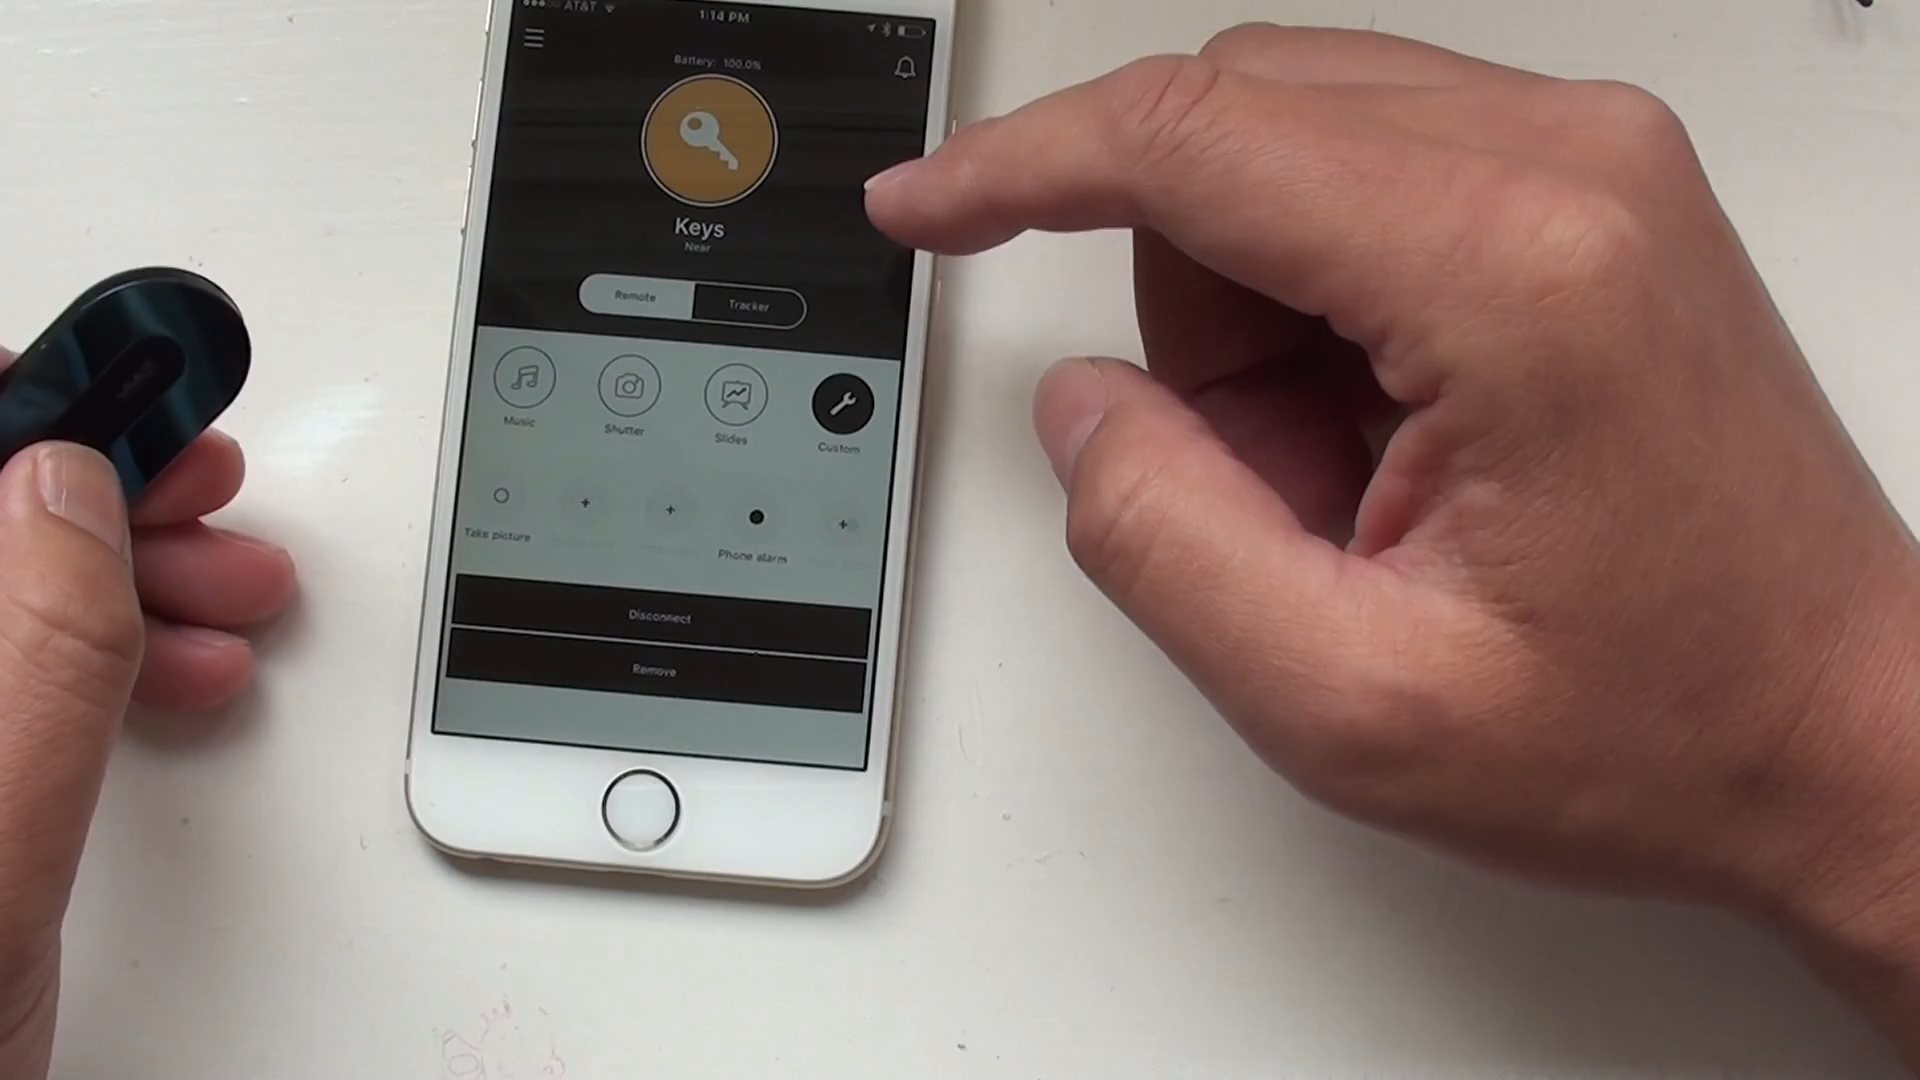 AT&T 1:14 PM
Battery: 100.0%
Keys
Near
Remote Tracker
Music Shutter Slides Custom
Take picture Phone alarm
Disconnect
Remove